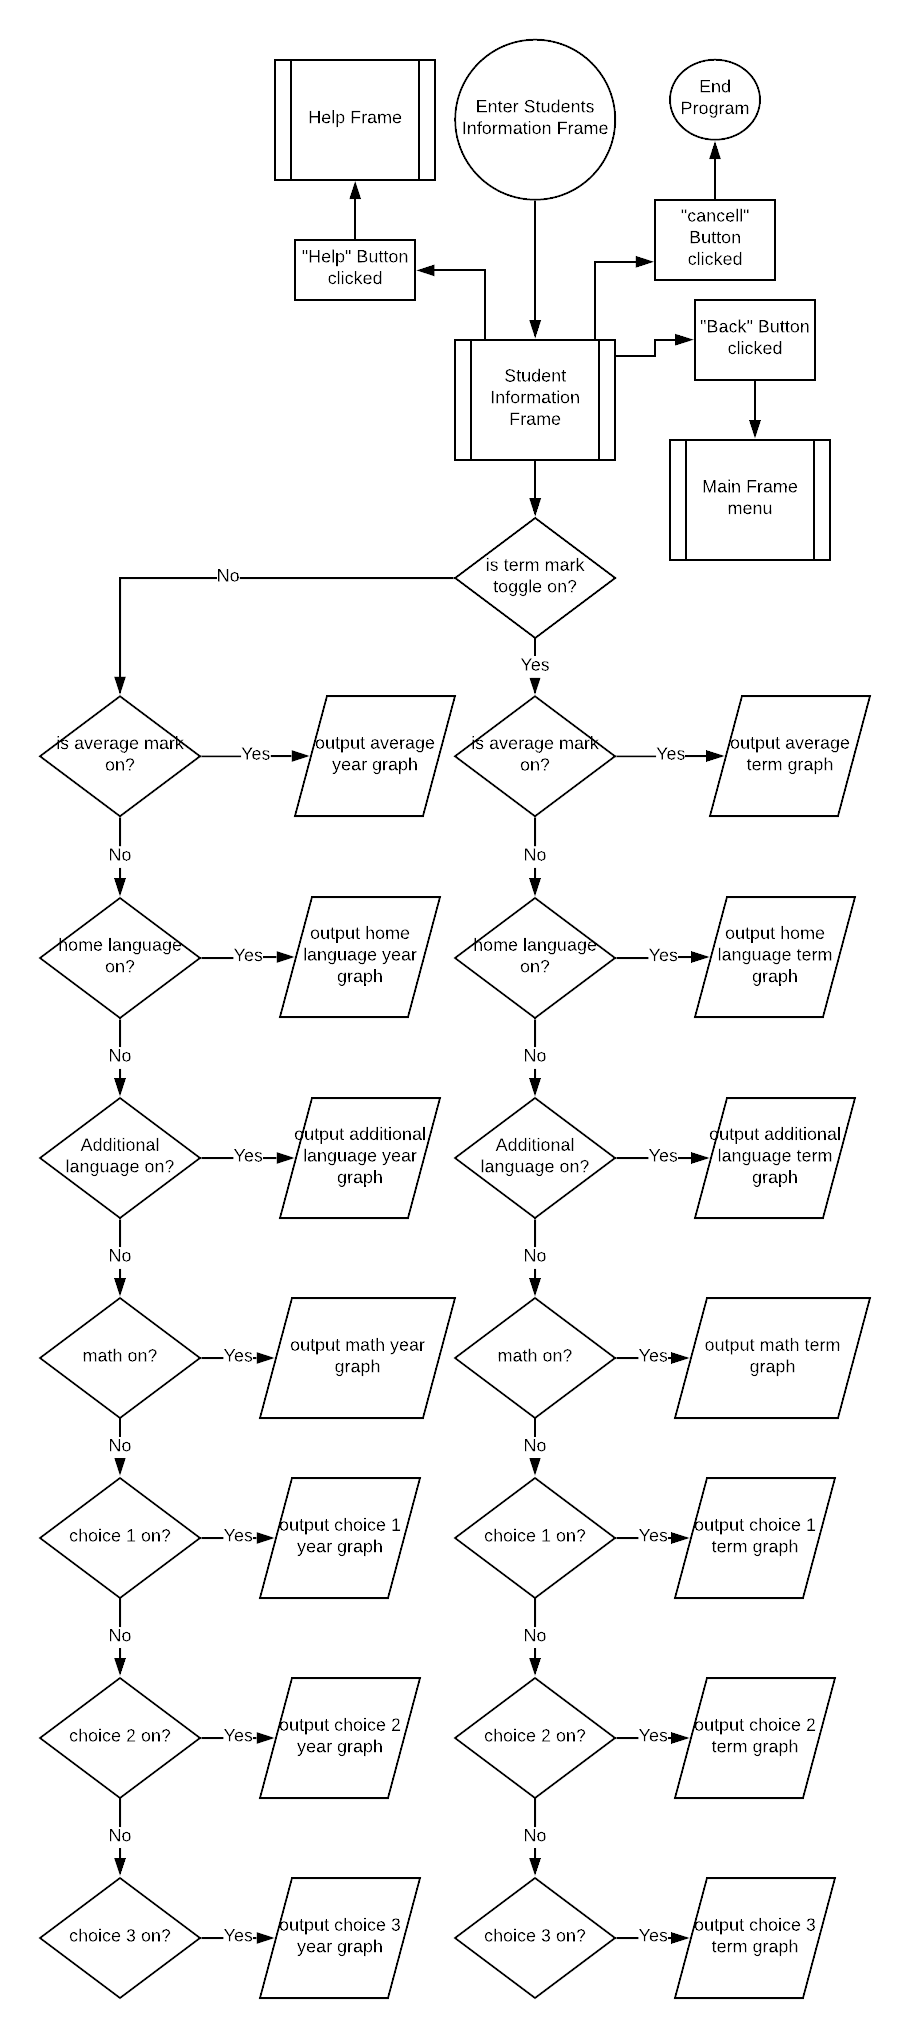 Help Frame
Enter Students
Information Frame
End
Program
"Help" Button
clicked
"cancell"
Button
clicked
"Back" Button
clicked
Student
Information
Frame
Main Frame
menu
is term mark
toggle on?
No
Yes
is average mark
on?
Yes
output average
year graph
is average mark
on?
Yes
output average
term graph
No
No
home language
on?
Yes
output home
language year
graph
home language
on?
Yes
output home
language term
graph
No
No
Additional
language on?
Yes
output additional
language year
graph
Additional
language on?
Yes
output additional
language term
graph
No
No
math on?
Yes
output math year
graph
math on?
Yes
output math term
graph
No
No
choice 1 on?
Yes
output choice 1
year graph
choice 1 on?
Yes
output choice 1
term graph
No
No
choice 2 on?
Yes
output choice 2
year graph
choice 2 on?
Yes
output choice 2
term graph
No
No
choice 3 on?
Yes
output choice 3
year graph
choice 3 on?
Yes
output choice 3
term graph